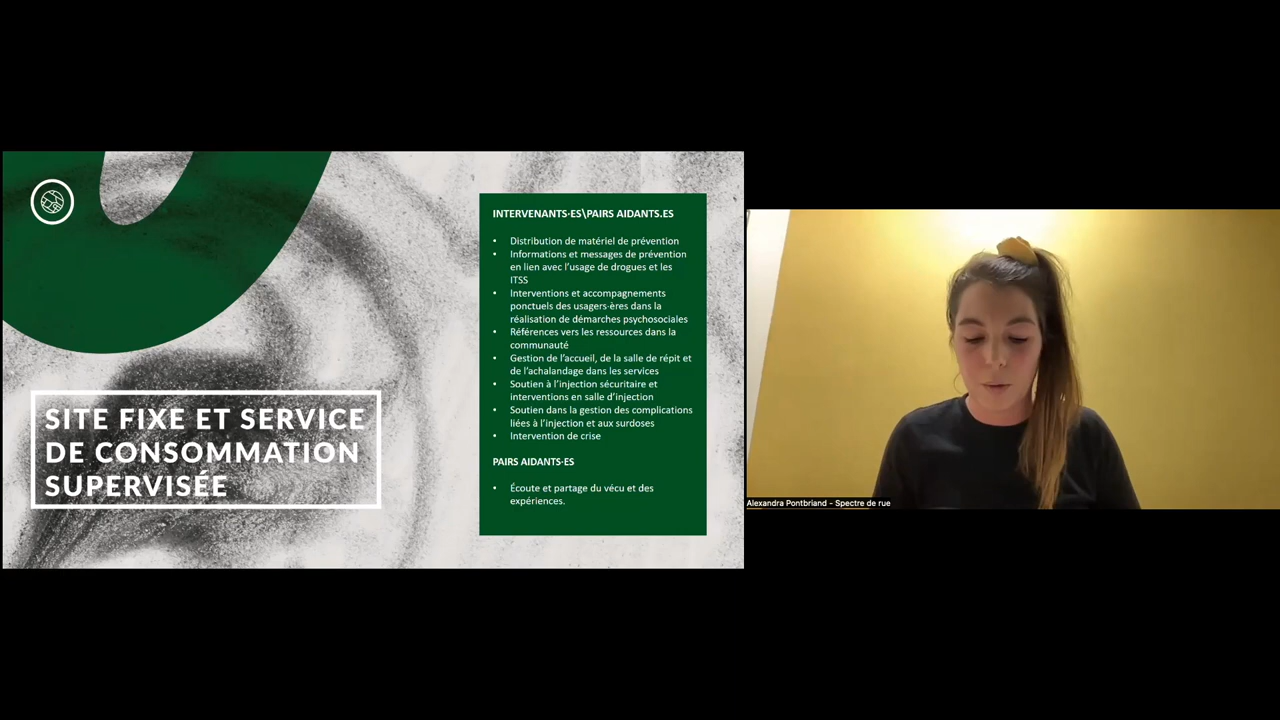 SITE FIXE ET SERVICE
DE CONSOMMATION
SUPERVISÉE
INTERVENANTS·ES\PAIRS AIDANTS.ES
• Distribution de matériel de prévention
• Informations et messages de prévention
en lien avec l'usage de drogues et les
ITSS
• Interventions et accompagnements
ponctuels des usagers·ères dans la
réalisation de démarches psychosociales
• Références vers les ressources dans la
communauté
• Gestion de l'accueil, de la salle de répit et
de l'achalandage dans les services
• Soutien à l'injection sécuritaire et
interventions en salle d'injection
• Soutien dans la gestion des complications
liées à l'injection et aux surdoses
• Intervention de crise
PAIRS AIDANTS·ES
• Écoute et partage du vécu et des
expériences.
Alexandra Pontbriand - Spectre de rue